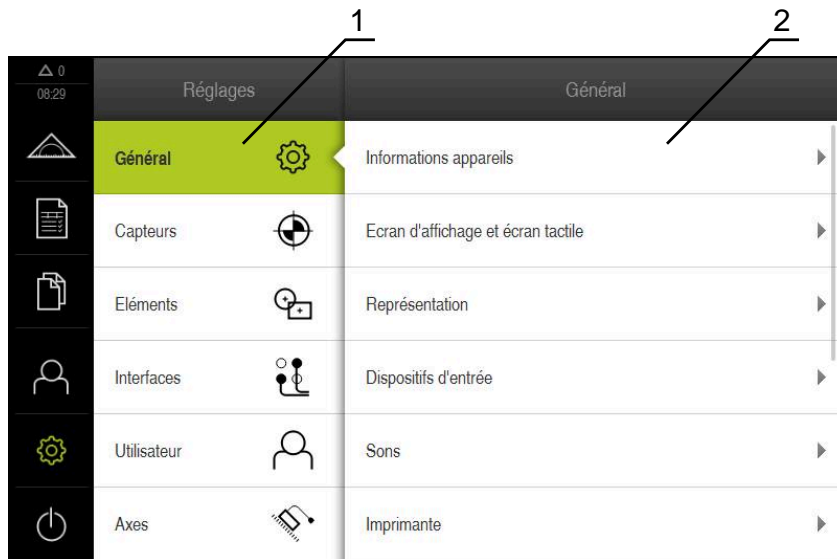 1
2
0
08:29
Réglages
Général
Général
Informations appareils
Capteurs
Ecran d'affichage et écran tactile
Eléments
Représentation
Interfaces
Dispositifs d'entrée
Utilisateur
Sons
Axes
Imprimante